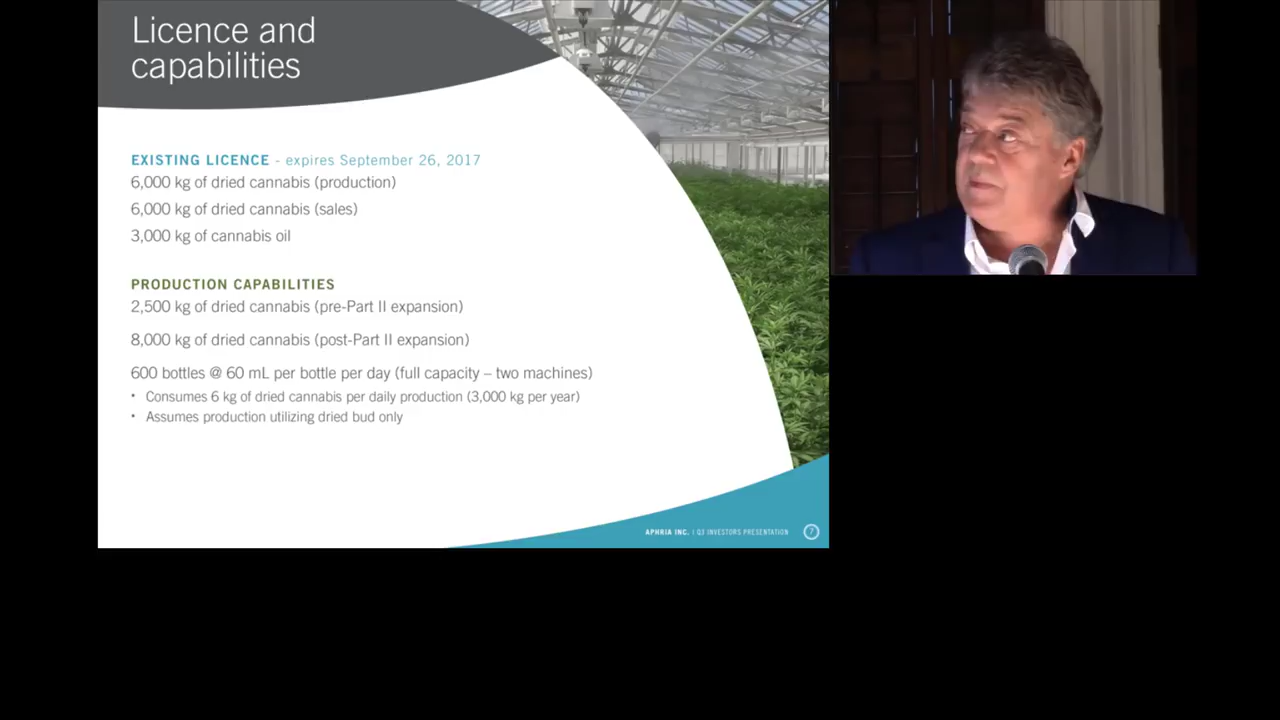 Licence and
capabilities
EXISTING LICENCE - expires September 26, 2017
6,000 kg of dried cannabis (production)
6,000 kg of dried cannabis (sales)
3,000 kg of cannabis oil
PRODUCTION CAPABILITIES
2,500 kg of dried cannabis (pre-Part II expansion)
8,000 kg of dried cannabis (post-Part II expansion)
600 bottles @ 60 mL per bottle per day (full capacity – two machines)
• Consumes 6 kg of dried cannabis per daily production (3,000 kg per year)
• Assumes production utilizing dried bud only
APHRIA INC. | Q3 INVESTORS PRESENTATION 7